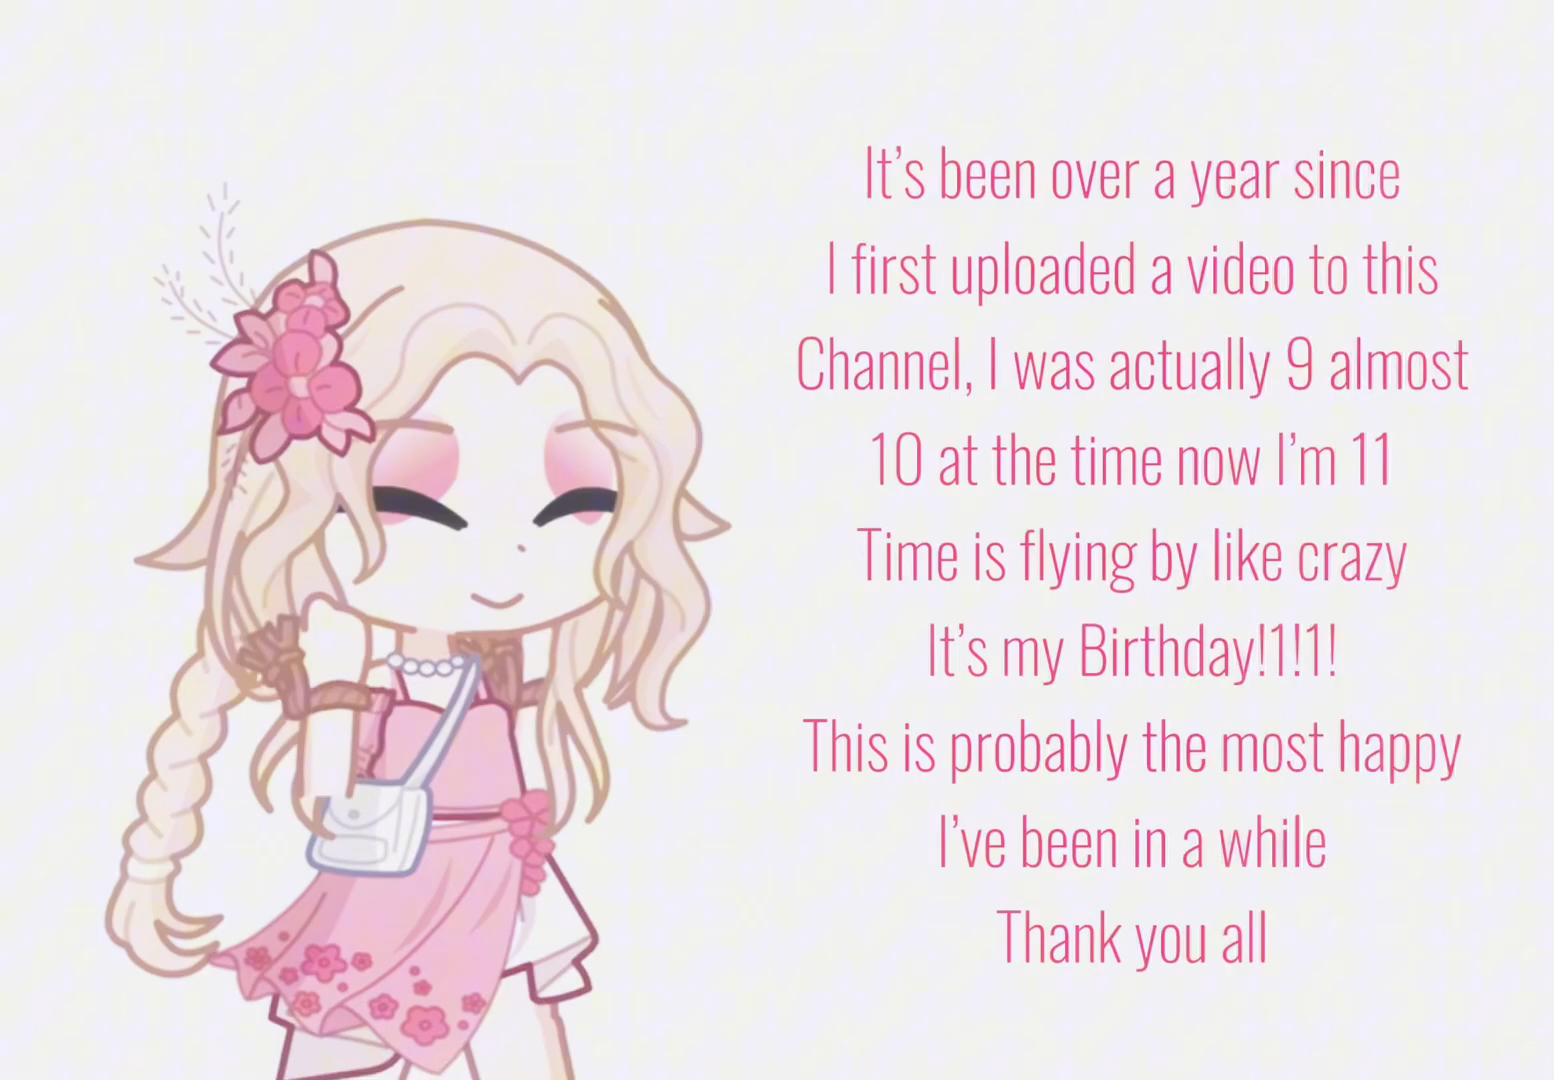 It’s been over a year since
I first uploaded a video to this
Channel, I was actually 9 almost
10 at the time now I’m 11
Time is flying by like crazy
It’s my Birthday!1!1!
This is probably the most happy
I’ve been in a while
Thank you all